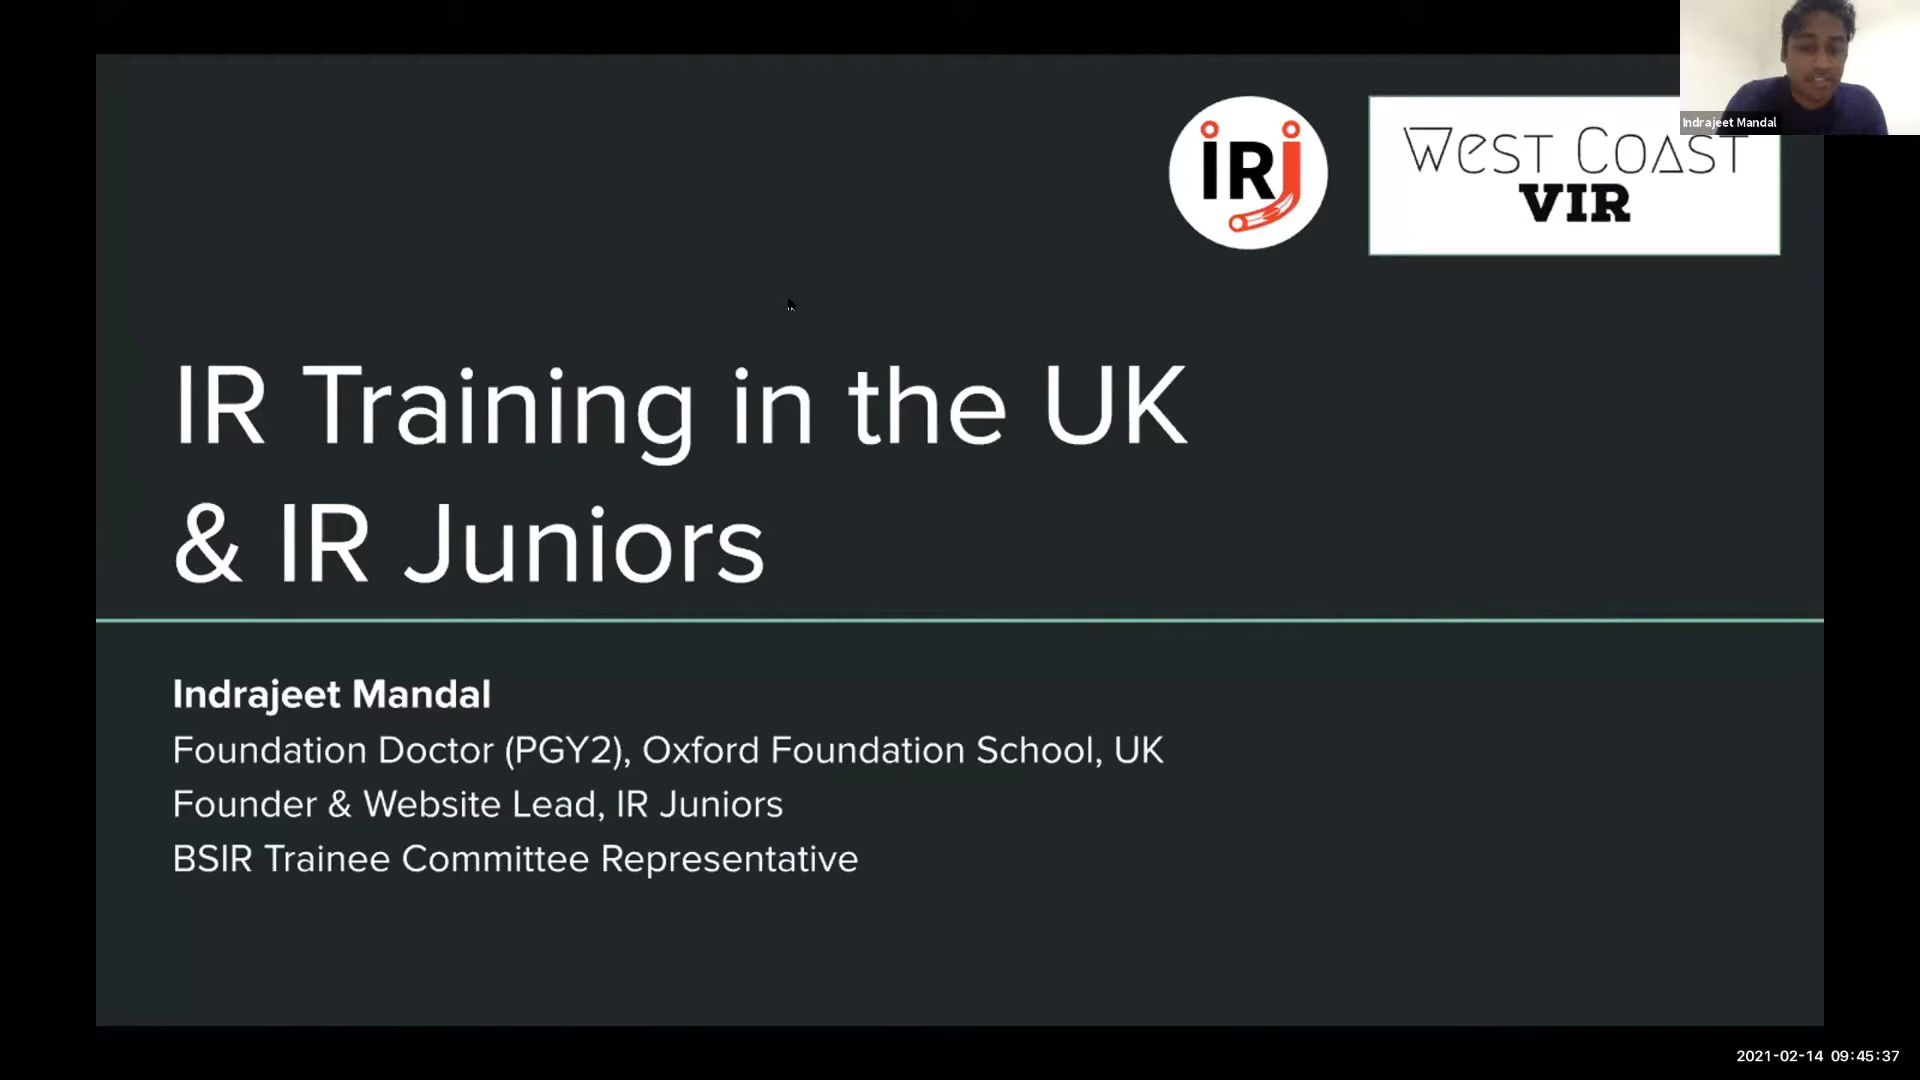 Indrajeet Mandal
IRJ
WEST COAST
VIR
IR Training in the UK
& IR Juniors
Indrajeet Mandal
Foundation Doctor (PGY2), Oxford Foundation School, UK
Founder & Website Lead, IR Juniors
BSIR Trainee Committee Representative
2021-02-14 09:45:37